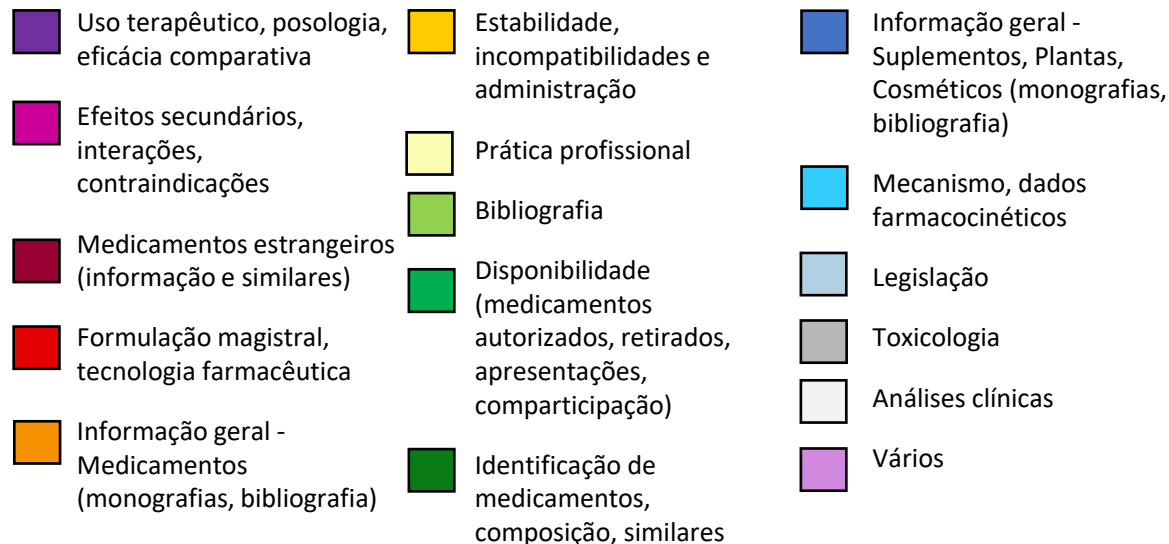 Uso terapêutico, posologia,
eficácia comparativa
Efeitos secundários,
interações,
contraindicações
Medicamentos estrangeiros
(informação e similares)
Formulação magistral,
tecnologia farmacêutica
Informação geral -
Medicamentos
(monografias, bibliografia)
Estabilidade,
incompatibilidades e
administração
Prática profissional
Bibliografia
Disponibilidade
(medicamentos
autorizados, retirados,
apresentações,
comparticipação)
Identificação de
medicamentos,
composição, similares
Informação geral -
Suplementos, Plantas,
Cosméticos (monografias,
bibliografia)
Mecanismo, dados
farmacocinéticos
Legislação
Toxicologia
Análises clínicas
Vários